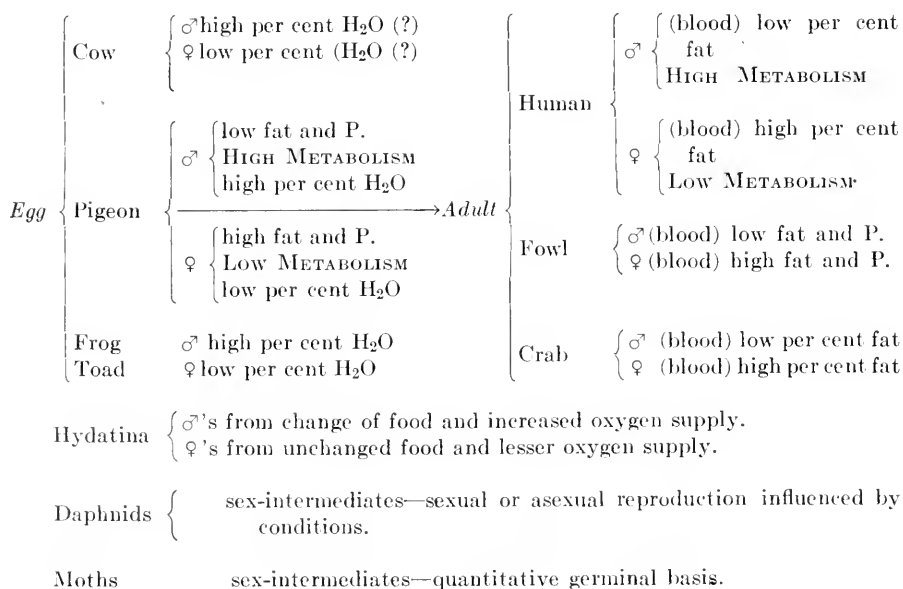 Cow ♂ high per cent H₂O (?)
♀ low per cent (H₂O (?)
Egg
Pigeon
♂ low fat and P.
HIGH METABOLISM
high per cent H₂O
♀ high fat and P.
LOW METABOLISM
low per cent H₂O
Frog ♂ high per cent H₂O
Toad ♀ low per cent H₂O
Adult
Human
♂ (blood) low per cent
fat
HIGH METABOLISM
♀ (blood) high per cent
fat
LOW METABOLISM
Fowl ♂ (blood) low fat and P.
♀ (blood) high fat and P.
Crab ♂ (blood) low per cent fat
♀ (blood) high per cent fat
Hydatina ♂'s from change of food and increased oxygen supply.
♀'s from unchanged food and lesser oxygen supply.
Daphnids sex-intermediates—sexual or asexual reproduction influenced by
conditions.
Moths sex-intermediates—quantitative germinal basis.